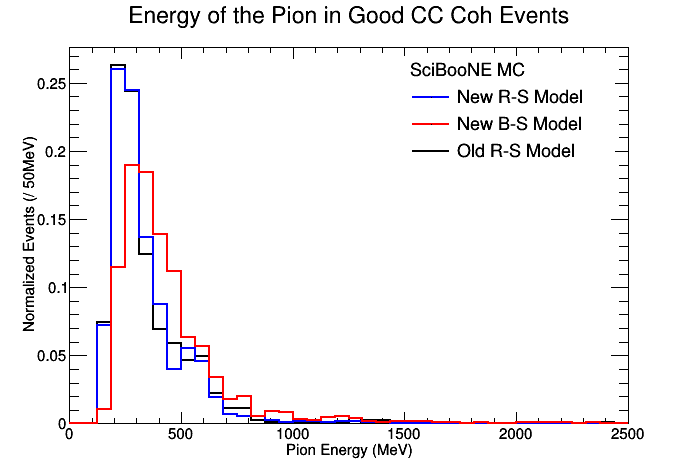 Energy of the Pion in Good CC Coh Events
SciBooNE MC
New R-S Model
New B-S Model
Old R-S Model
Normalized Events (/ 50MeV)
0.25
0.2
0.15
0.1
0.05
0
0 500 1000 1500 2000 2500
Pion Energy (MeV)